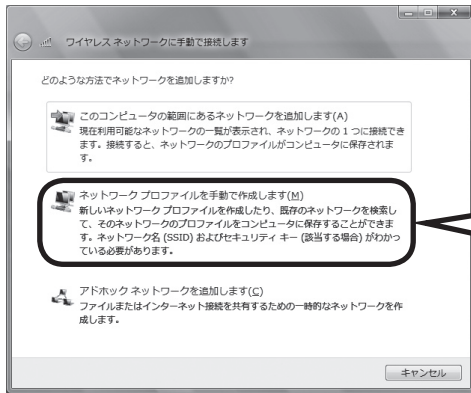 ワイヤレス ネットワークに手動で接続します
どのような方法でネットワークを追加しますか?
このコンピュータの範囲にあるネットワークを追加します(A)
現在利用可能なネットワークの一覧が表示され、ネットワークの 1 つに接続でき
ます。接続すると、ネットワークのプロファイルがコンピュータに保存されま
す。
ネットワーク プロファイルを手動で作成します(M)
新しいネットワーク プロファイルを作成したり、既存のネットワークを検索し
て、そのネットワークのプロファイルをコンピュータに保存することができま
す。ネットワーク名 (SSID) およびセキュリティ キー (該当する場合) がわかっ
ている必要があります。
アドホック ネットワークを追加します(C)
ファイルまたはインターネット接続を共有するための一時的なネットワークを作
成します。
キャンセル